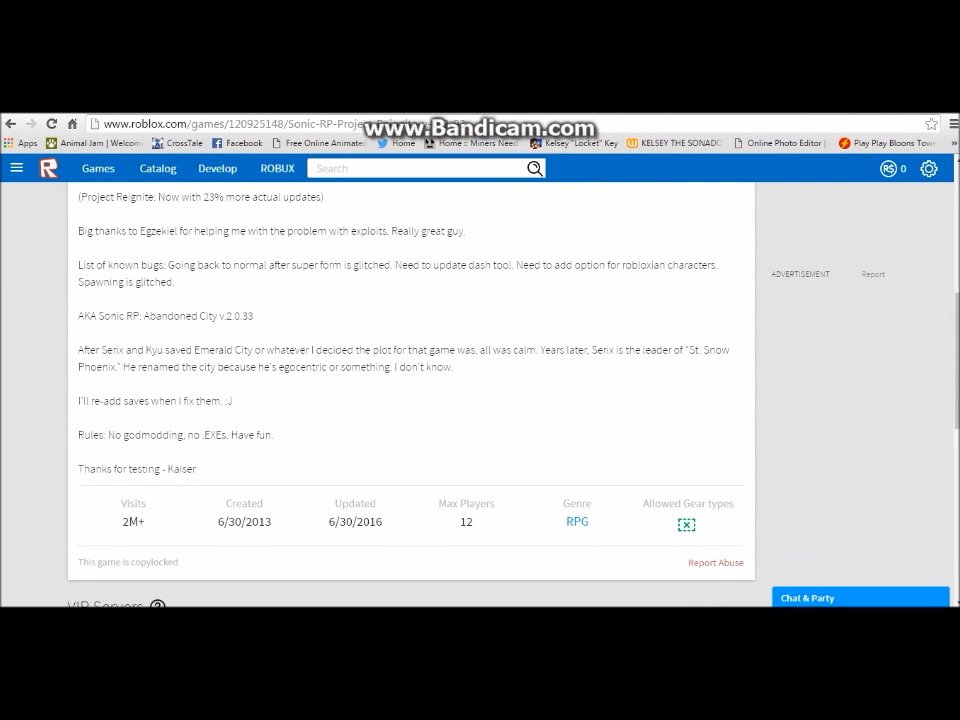 www.roblox.com/games/120925148/Sonic-RP-Project-
www.Bandicam.com
Apps Animal Jam | Welcom CrossTale Facebook Free Online Animated Home Home :: Miners Need Kelsey "Locket" Key KELSEY THE SONADO Online Photo Editor | Play Play Bloons Towe »
Games Catalog Develop ROBUX Search R$ 0
(Project Reignite: Now with 23% more actual updates)
Big thanks to Egzekiel for helping me with the problem with exploits. Really great guy.
List of known bugs: Going back to normal after super form is glitched. Need to update dash tool. Need to add option for robloxian characters.
Spawning is glitched.
ADVERTISEMENT Report
AKA Sonic RP: Abandoned City v.2.0.33
After Serix and Kyu saved Emerald City or whatever I decided the plot for that game was, all was calm. Years later, Serix is the leader of "St. Snow
Phoenix." He renamed the city because he's egocentric or something. I don't know.
I'll re-add saves when I fix them. :J
Rules: No godmodding, no .EXEs. Have fun.
Thanks for testing - Kaiser
Visits Created Updated Max Players Genre Allowed Gear types
2M+ 6/30/2013 6/30/2016 12 RPG
This game is copylocked Report Abuse
VIP Servers ?
Chat & Party